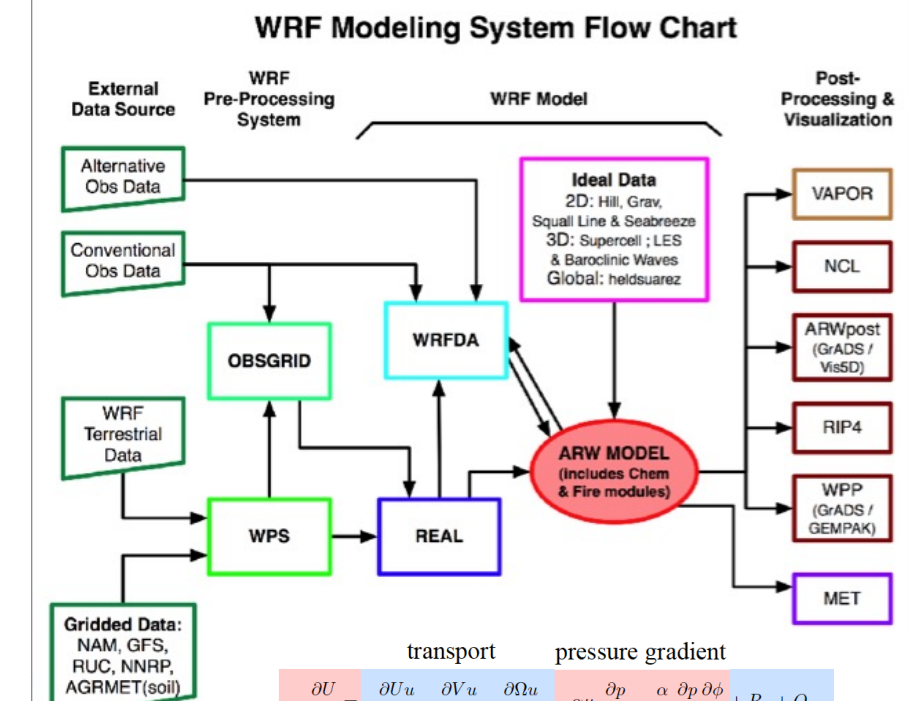 WRF Modeling System Flow Chart
External
Data Source
WRF
Pre-Processing
System
WRF Model
Post-
Processing &
Visualization
Alternative
Obs Data
Conventional
Obs Data
WRF
Terrestrial
Data
Gridded Data:
NAM, GFS,
RUC, NNRP,
AGRMET(soil)
OBSGRID
WPS
WRFDA
REAL
Ideal Data
2D: Hill, Grav,
Squall Line & Seabreeze
3D: Supercell ; LES
& Baroclinic Waves
Global: heldsuarez
ARW MODEL
(includes Chem
& Fire modules)
VAPOR
NCL
ARWpost
(GrADS /
Vis5D)
RIP4
WPP
(GrADS /
GEMPAK)
MET
transport
pressure gradient
∂U ∂Uu ∂Vu ∂Ωu ∂p α ∂p ∂ϕ